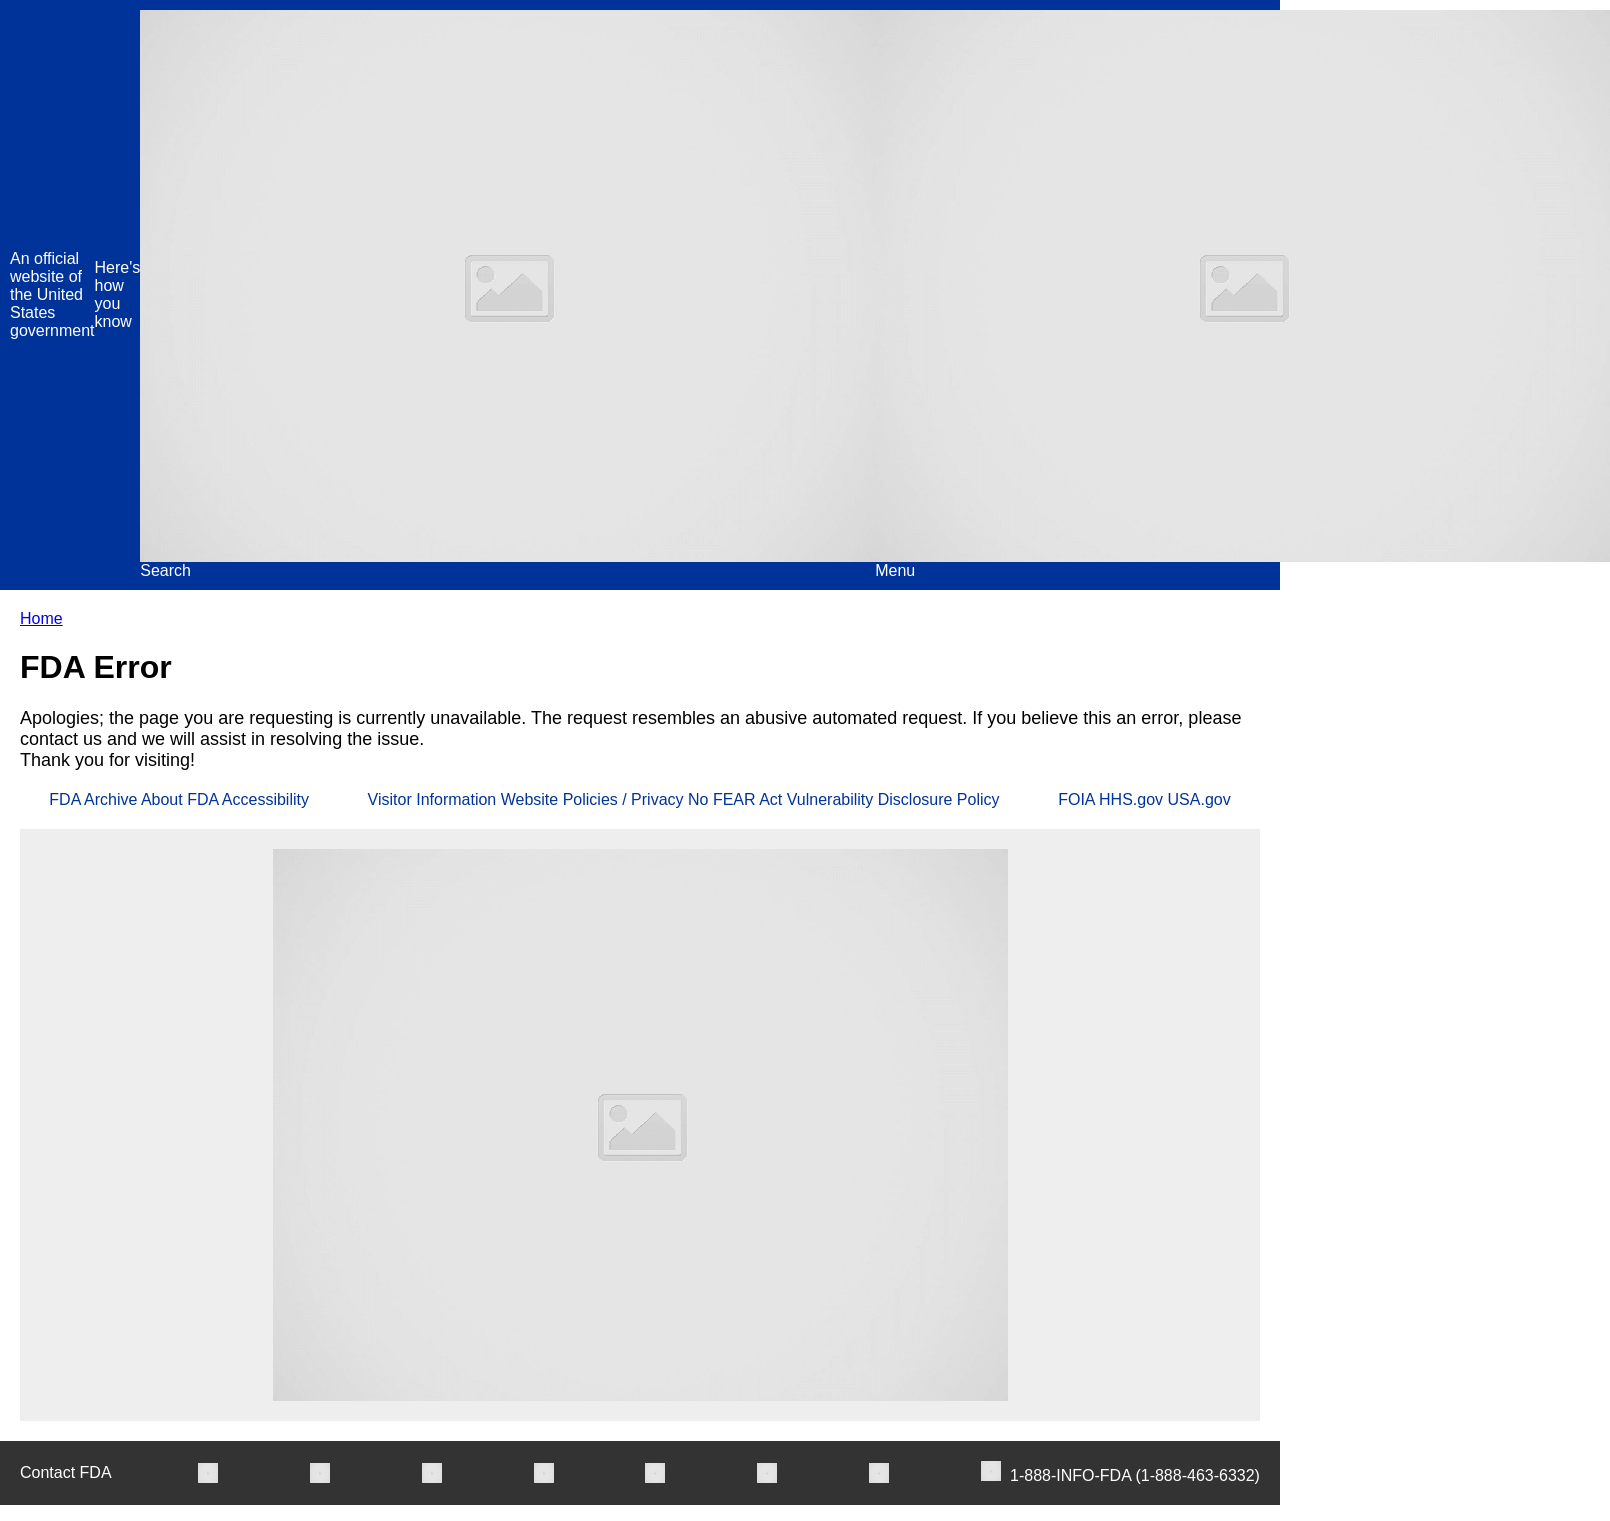 An official
website of
the United
States
government
Here's
how
you
know
Search
Menu
Home
FDA Error
Apologies; the page you are requesting is currently unavailable. The request resembles an abusive automated request. If you believe this an error, please
contact us and we will assist in resolving the issue.
Thank you for visiting!
FDA Archive About FDA Accessibility
Visitor Information Website Policies / Privacy No FEAR Act Vulnerability Disclosure Policy
FOIA HHS.gov USA.gov
Contact FDA
1-888-INFO-FDA (1-888-463-6332)